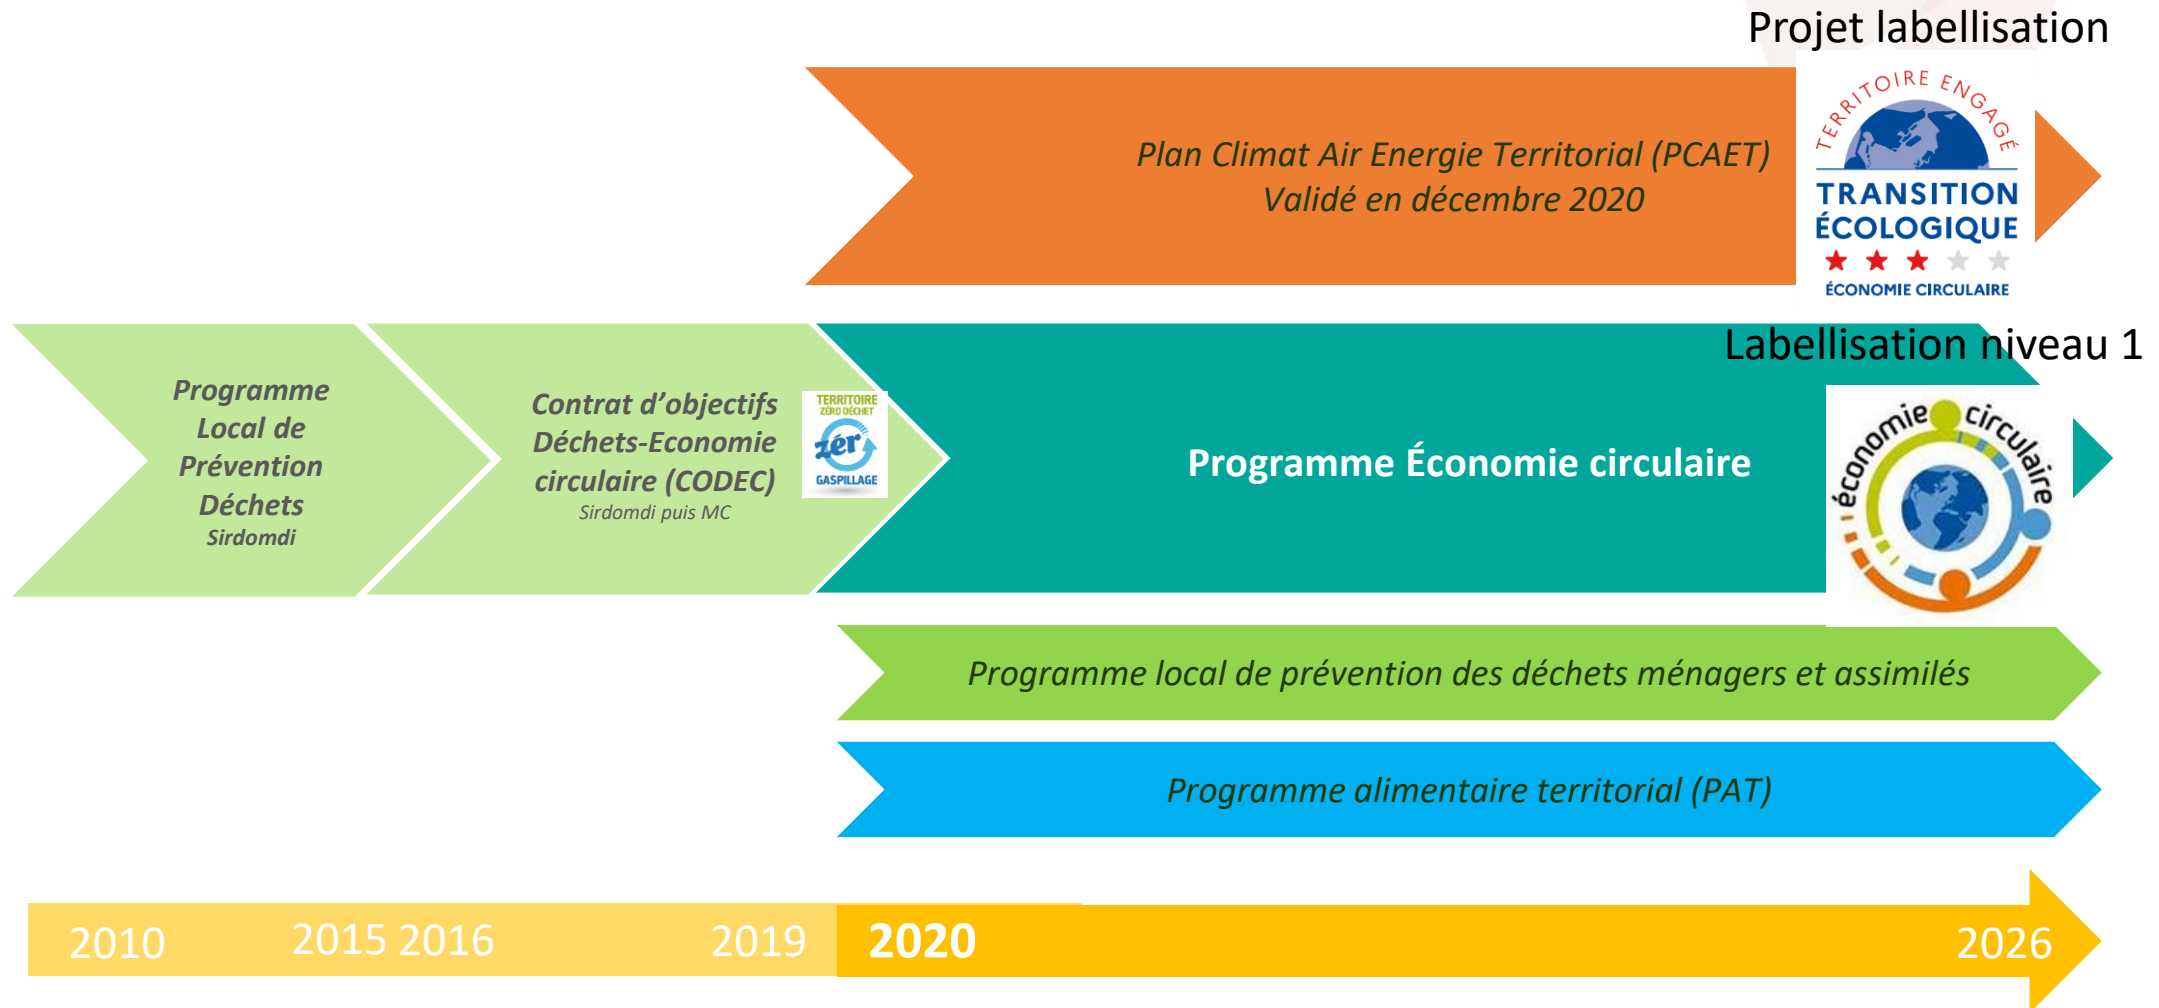 Projet labellisation
Plan Climat Air Energie Territorial (PCAET)
Validé en décembre 2020
TERRITOIRE ENGAGÉ
TRANSITION
ÉCOLOGIQUE
ÉCONOMIE CIRCULAIRE
Labellisation niveau 1
Programme
Local de
Prévention
Déchets
Sirdomdi
Contrat d’objectifs
Déchets-Economie
circulaire (CODEC)
Sirdomdi puis MC
TERRITOIRE
ZÉRO DÉCHET
zér
GASPILLAGE
Programme Économie circulaire
économie circulaire
Programme local de prévention des déchets ménagers et assimilés
Programme alimentaire territorial (PAT)
2010 2015 2016 2019 2020 2026